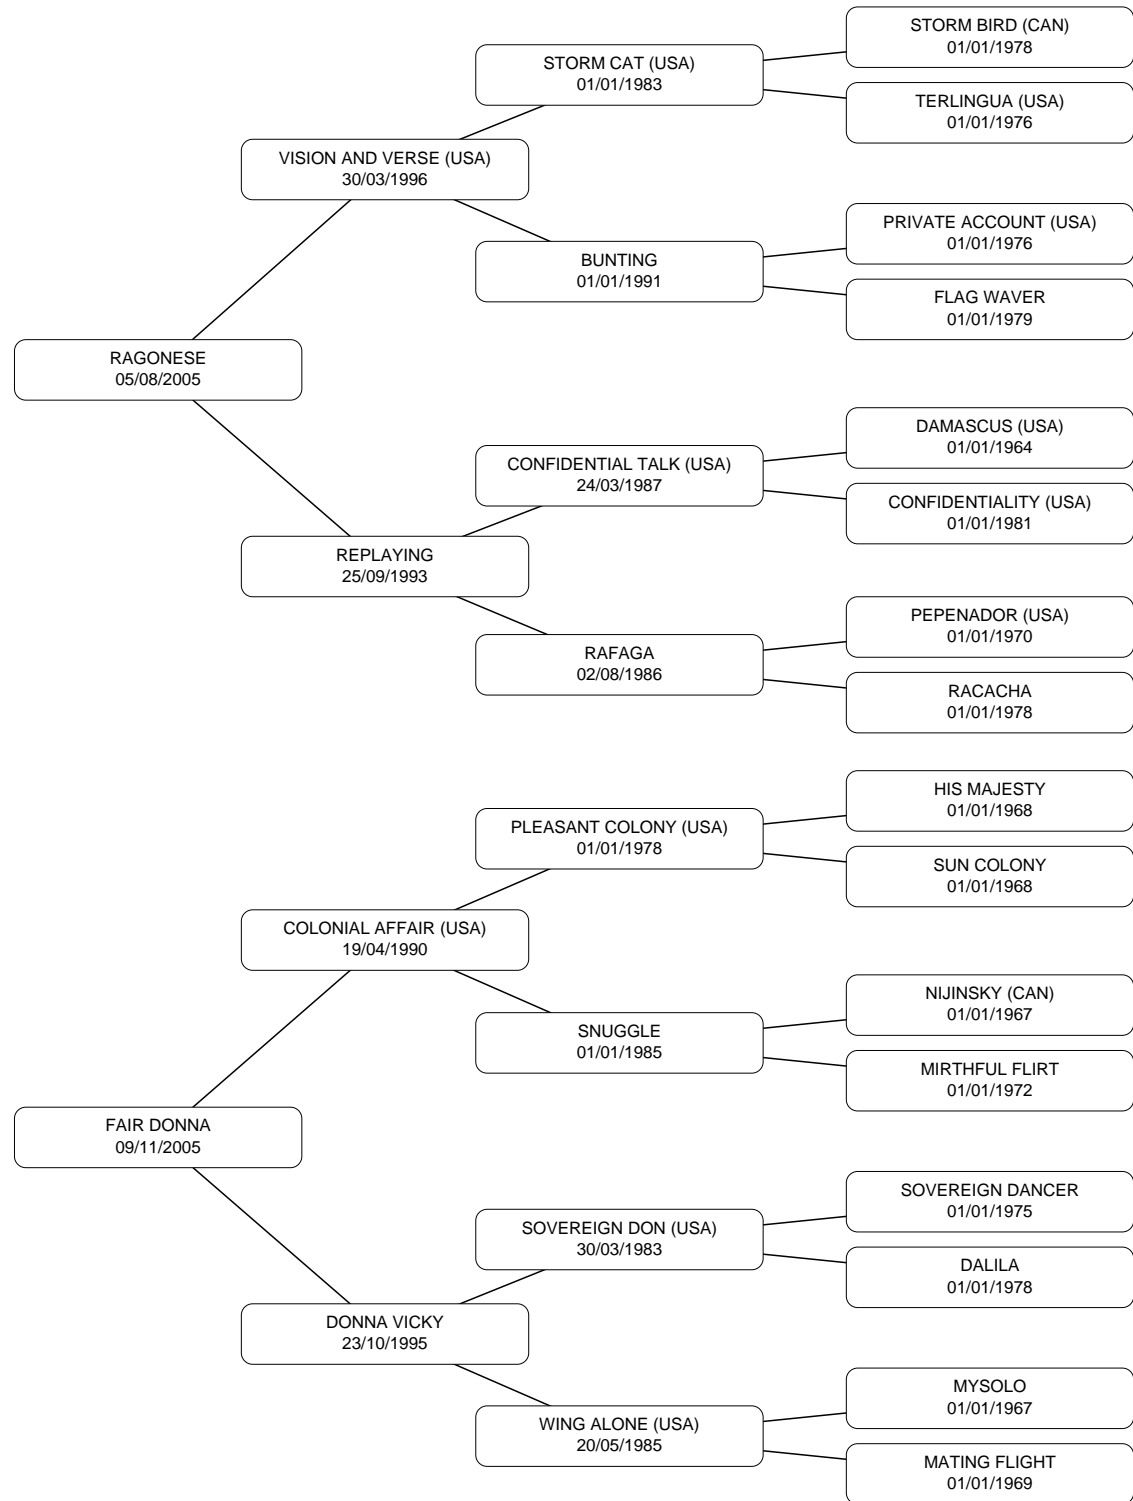 STORM BIRD (CAN)
01/01/1978
STORM CAT (USA)
01/01/1983
TERLINGUA (USA)
01/01/1976
VISION AND VERSE (USA)
30/03/1996
PRIVATE ACCOUNT (USA)
01/01/1976
BUNTING
01/01/1991
FLAG WAVER
01/01/1979
RAGONESE
05/08/2005
DAMASCUS (USA)
01/01/1964
CONFIDENTIAL TALK (USA)
24/03/1987
CONFIDENTIALITY (USA)
01/01/1981
REPLAYING
25/09/1993
PEPENADOR (USA)
01/01/1970
RAFAGA
02/08/1986
RACACHA
01/01/1978
HIS MAJESTY
01/01/1968
PLEASANT COLONY (USA)
01/01/1978
SUN COLONY
01/01/1968
COLONIAL AFFAIR (USA)
19/04/1990
NIJINSKY (CAN)
01/01/1967
SNUGGLE
01/01/1985
MIRTHFUL FLIRT
01/01/1972
FAIR DONNA
09/11/2005
SOVEREIGN DANCER
01/01/1975
SOVEREIGN DON (USA)
30/03/1983
DALILA
01/01/1978
DONNA VICKY
23/10/1995
MYSOLO
01/01/1967
WING ALONE (USA)
20/05/1985
MATING FLIGHT
01/01/1969